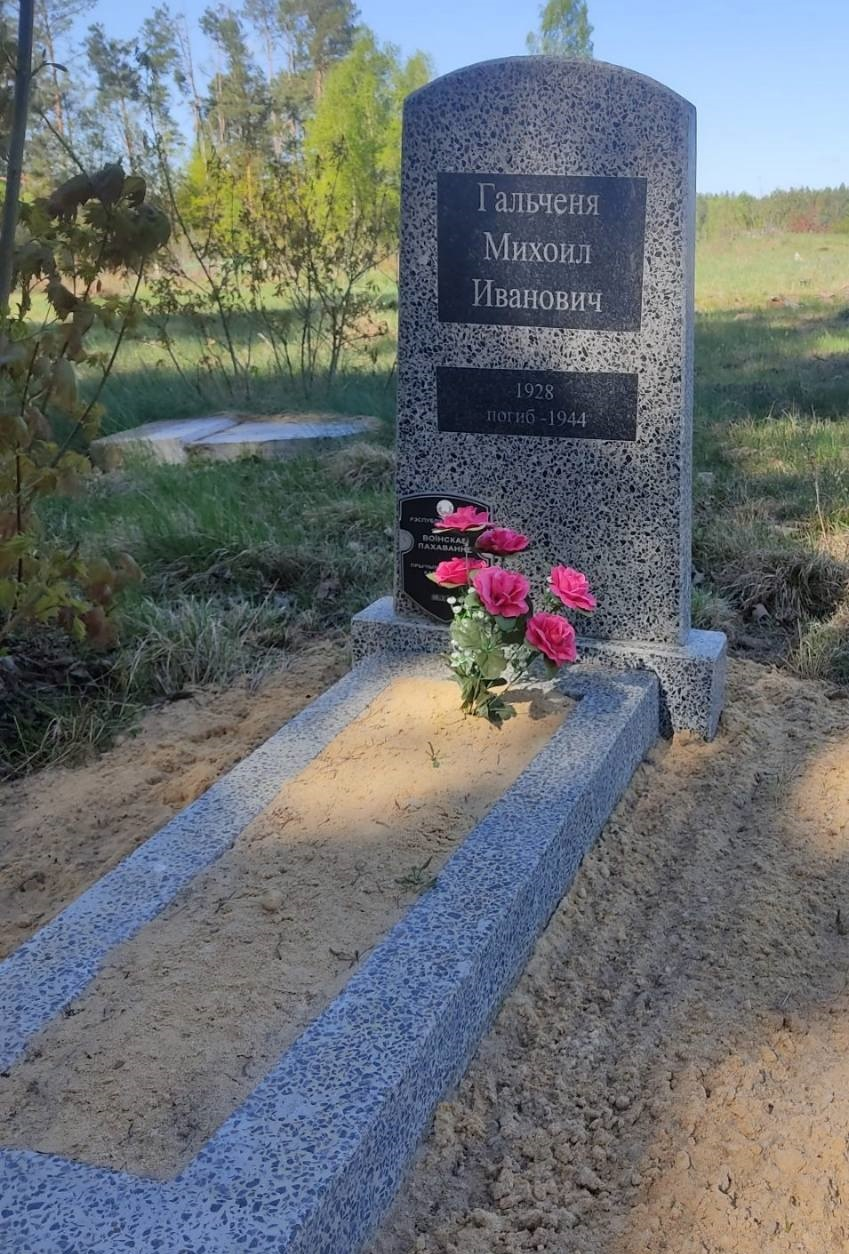 Гальченя
Михоил
Иванович
1928
погиб -1944
ВОІНСКАЕ
ПАХАВАННЕ